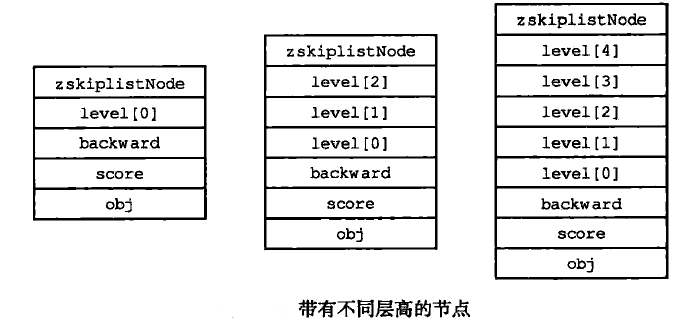 zskiplistNode
level[0]
backward
score
obj
zskiplistNode
level[2]
level[1]
level[0]
backward
score
obj
zskiplistNode
level[4]
level[3]
level[2]
level[1]
level[0]
backward
score
obj
带有不同层高的节点